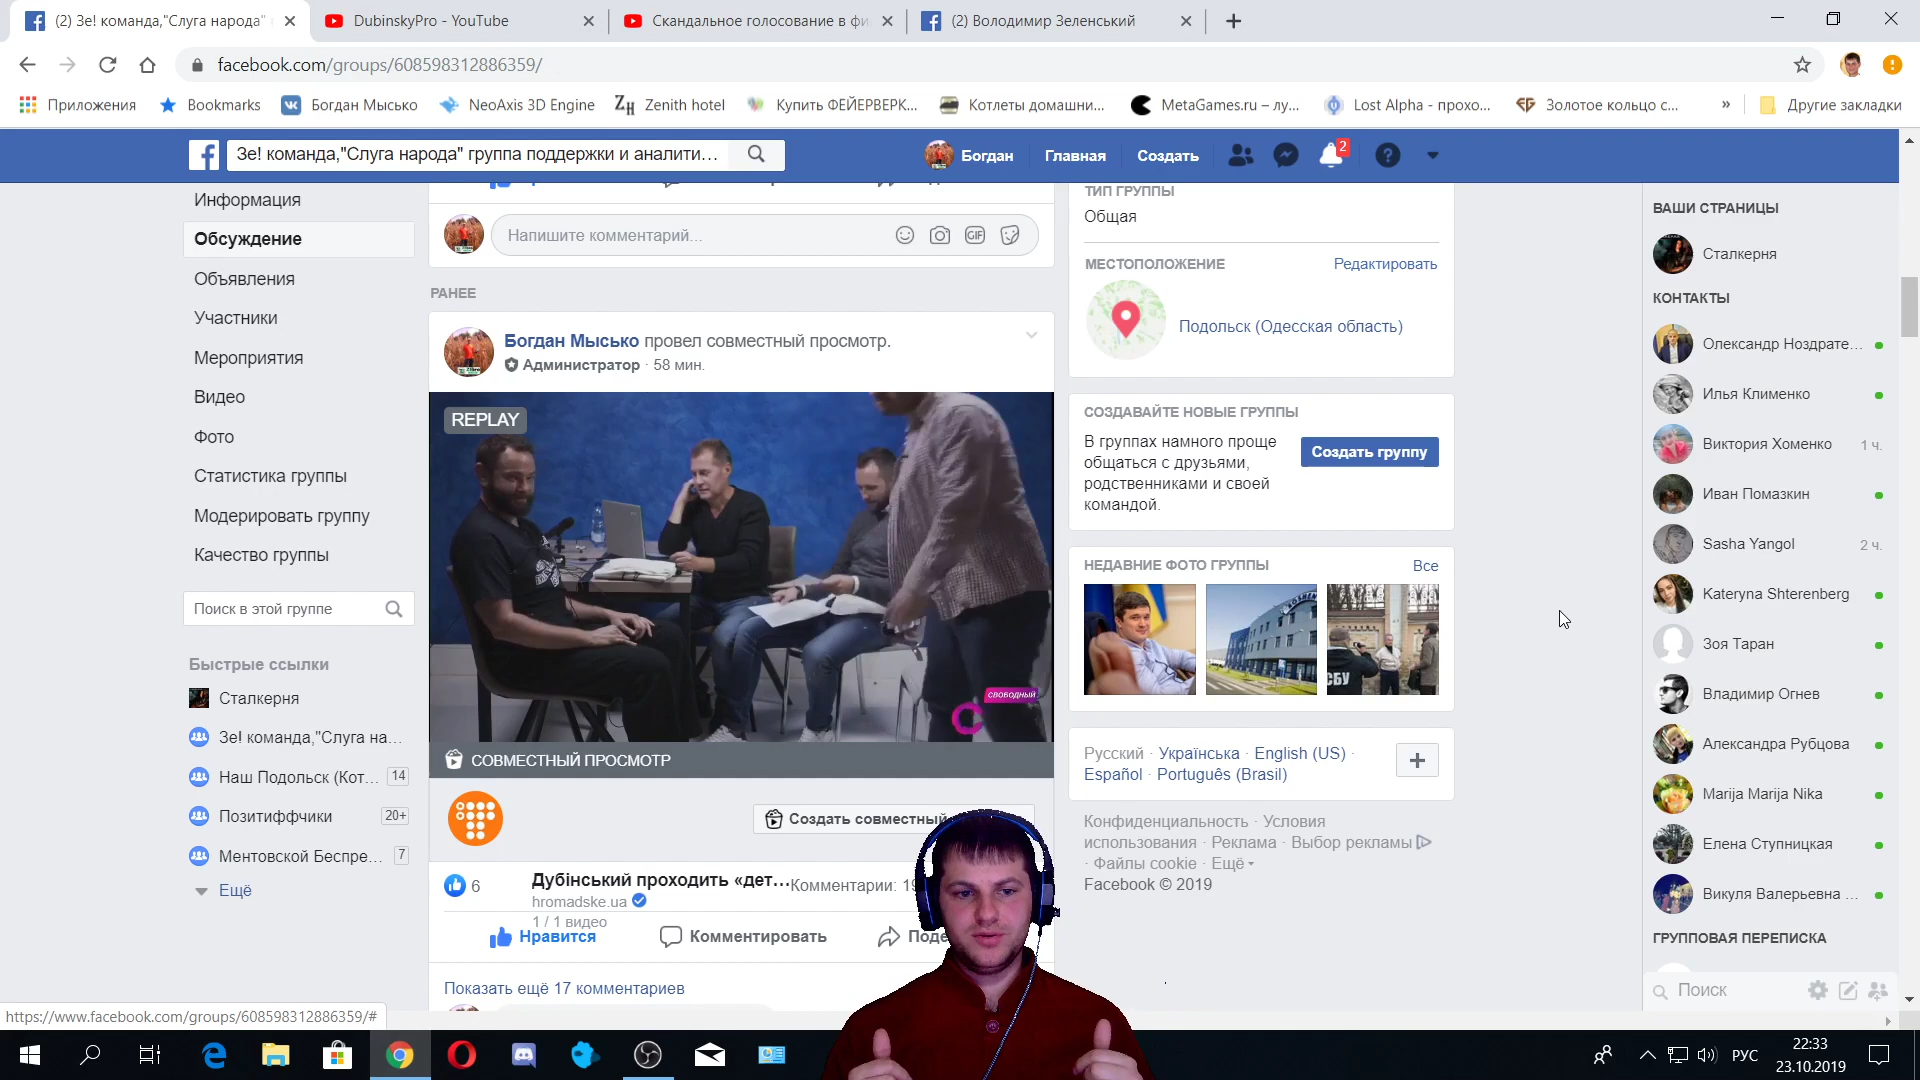 (2) Зе! команда,"Слуга народа"
DubinskyPro - YouTube
Скандальное голосование в фи
(2) Володимир Зеленський
facebook.com/groups/608598312886359/
Приложения
Bookmarks
Богдан Мысько
NeoAxis 3D Engine
Zenith hotel
Купить ФЕЙЕРВЕРК...
Котлеты домашни...
MetaGames.ru – лу...
Lost Alpha - прохо...
Золотое кольцо с...
»
Другие закладки
Зе! команда,"Слуга народа" группа поддержки и аналити...
Богдан
Главная
Создать
2
Информация
Обсуждение
Объявления
Участники
Мероприятия
Видео
Фото
Статистика группы
Модерировать группу
Качество группы
Поиск в этой группе
Быстрые ссылки
Сталкерня
Зе! команда,"Слуга на...
Наш Подольск (Кот... 14
Позитиффчики 20+
Ментовской Беспре... 7
Ещё
Напишите комментарий...
GIF
РАНЕЕ
Богдан Мысько провел совместный просмотр.
Администратор · 58 мин.
REPLAY
СВОБОДНЫЙ
СОВМЕСТНЫЙ ПРОСМОТР
Создать совместный
6
Дубінський проходить «дет...
Комментарии: 19
hromadske.ua
1 / 1 видео
Нравится
Комментировать
Поде
Показать ещё 17 комментариев
ТИП ГРУППЫ
Общая
МЕСТОПОЛОЖЕНИЕ
Редактировать
Подольск (Одесская область)
СОЗДАВАЙТЕ НОВЫЕ ГРУППЫ
В группах намного проще
общаться с друзьями,
родственниками и своей
командой.
Создать группу
НЕДАВНИЕ ФОТО ГРУППЫ
Все
СБУ
Русский · Українська · English (US) ·
Español · Português (Brasil)
Конфиденциальность · Условия
использования · Реклама · Выбор рекламы
· Файлы cookie · Ещё
Facebook © 2019
ВАШИ СТРАНИЦЫ
Сталкерня
КОНТАКТЫ
Олександр Ноздрате...
Илья Клименко
Виктория Хоменко 1 ч.
Иван Помазкин
Sasha Yangol 2 ч.
Kateryna Shterenberg
Зоя Таран
Владимир Огнев
Александра Рубцова
Marija Marija Nika
Елена Ступницкая
Викуля Валерьевна ...
ГРУППОВАЯ ПЕРЕПИСКА
Поиск
https://www.facebook.com/groups/608598312886359/#
РУС
22:33
23.10.2019